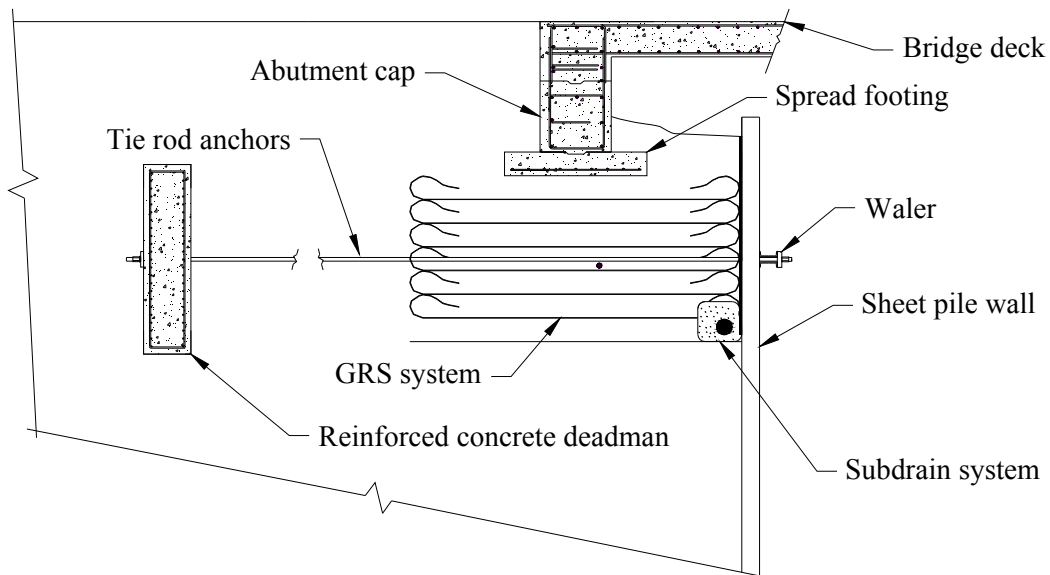 Bridge deck
Abutment cap
Spread footing
Tie rod anchors
Waler
Sheet pile wall
GRS system
Reinforced concrete deadman
Subdrain system